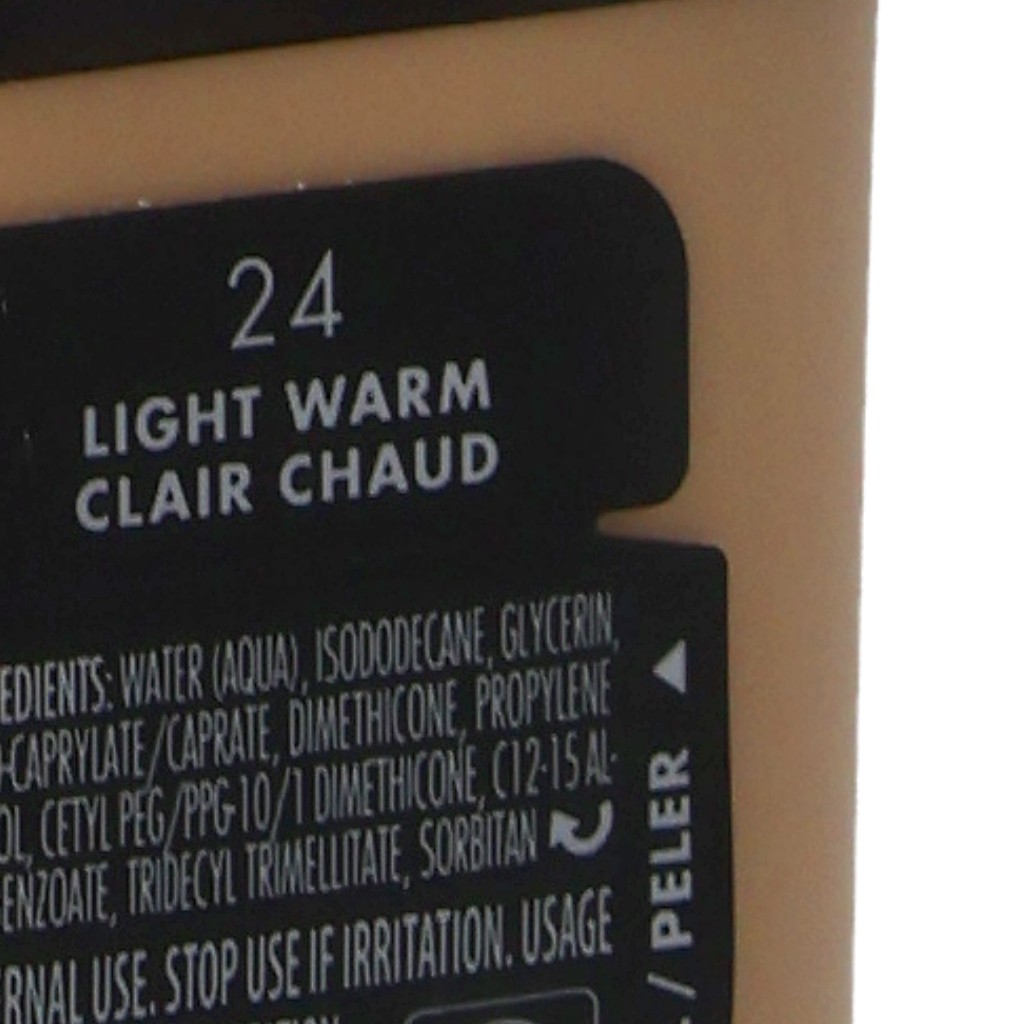 24
LIGHT WARM
CLAIR CHAUD
EDIENTS: WATER (AQUA), ISODODECANE, GLYCERIN,
-CAPRYLATE/CAPRATE, DIMETHICONE, PROPYLENE
OL, CETYL PEG/PPG-10/1 DIMETHICONE, C12-15 AL-
ENZOATE, TRIDECYL TRIMELLITATE, SORBITAN
RNAL USE. STOP USE IF IRRITATION. USAGE
/ PELER